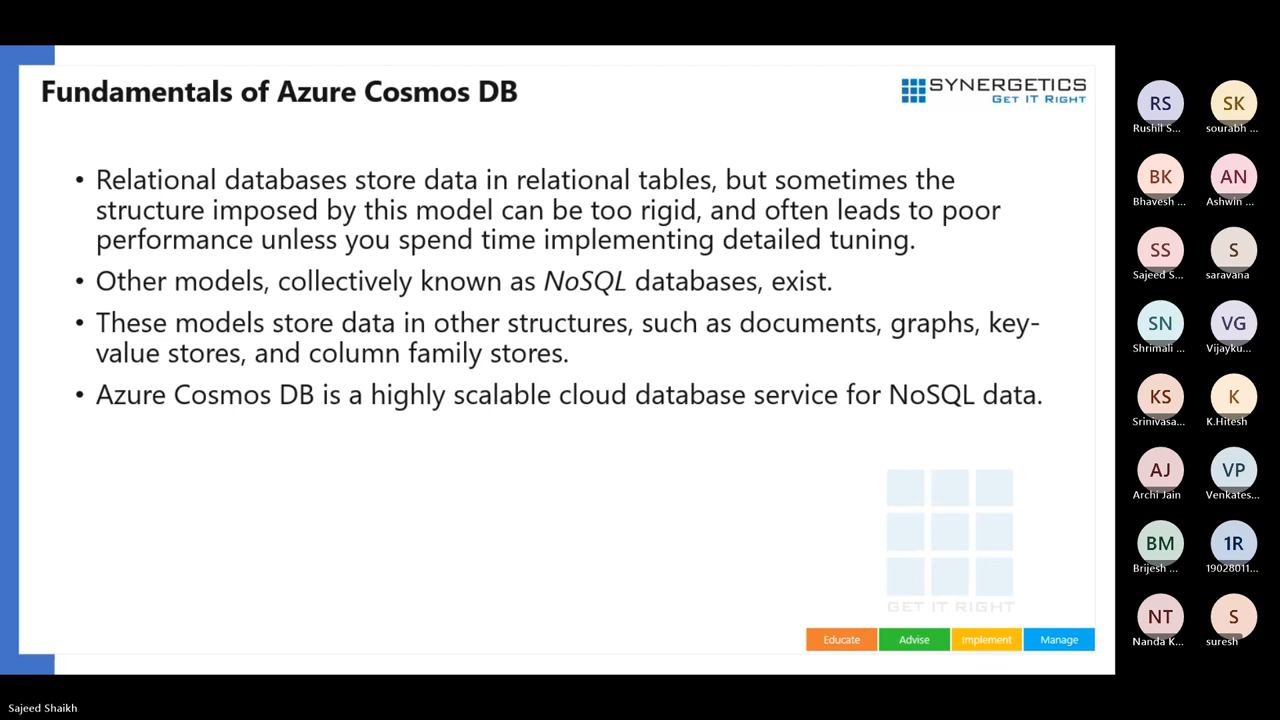 Fundamentals of Azure Cosmos DB
SYNERGETICS
GET IT RIGHT
• Relational databases store data in relational tables, but sometimes the
structure imposed by this model can be too rigid, and often leads to poor
performance unless you spend time implementing detailed tuning.
• Other models, collectively known as NoSQL databases, exist.
• These models store data in other structures, such as documents, graphs, key-
value stores, and column family stores.
• Azure Cosmos DB is a highly scalable cloud database service for NoSQL data.
GET IT RIGHT
Educate Advise Implement Manage
RS SK
Rushil S... sourabh ...
BK AN
Bhavesh ... Ashwin ...
SS S
Sajeed S... saravana
SN VG
Shrimali ... Vijayku...
KS K
Srinivasa... K.Hitesh
AJ VP
Archi Jain Venkates...
BM 1R
Brijesh ... 19028011...
NT S
Nanda K... suresh
Sajeed Shaikh